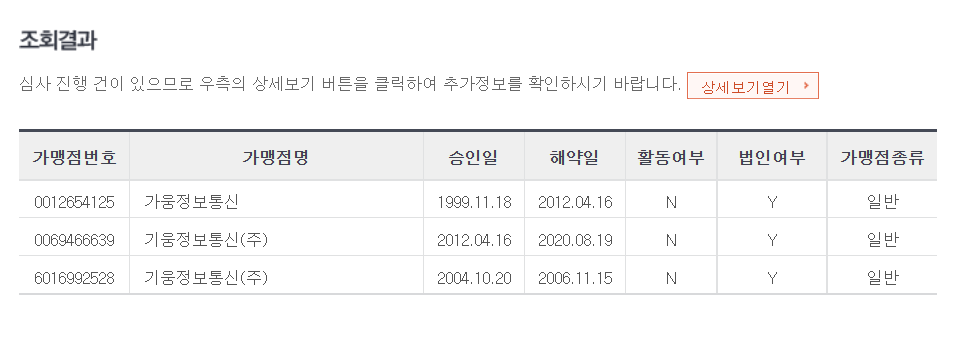 조회결과
심사 진행 건이 있으므로 우측의 상세보기 버튼을 클릭하여 추가정보를 확인하시기 바랍니다. 상세보기열기
가맹점번호 가맹점명 승인일 해약일 활동여부 법인여부 가맹점종류
0012654125 가웅정보통신 1999.11.18 2012.04.16 N Y 일반
0069466639 기웅정보통신(주) 2012.04.16 2020.08.19 N Y 일반
6016992528 기웅정보통신(주) 2004.10.20 2006.11.15 N Y 일반